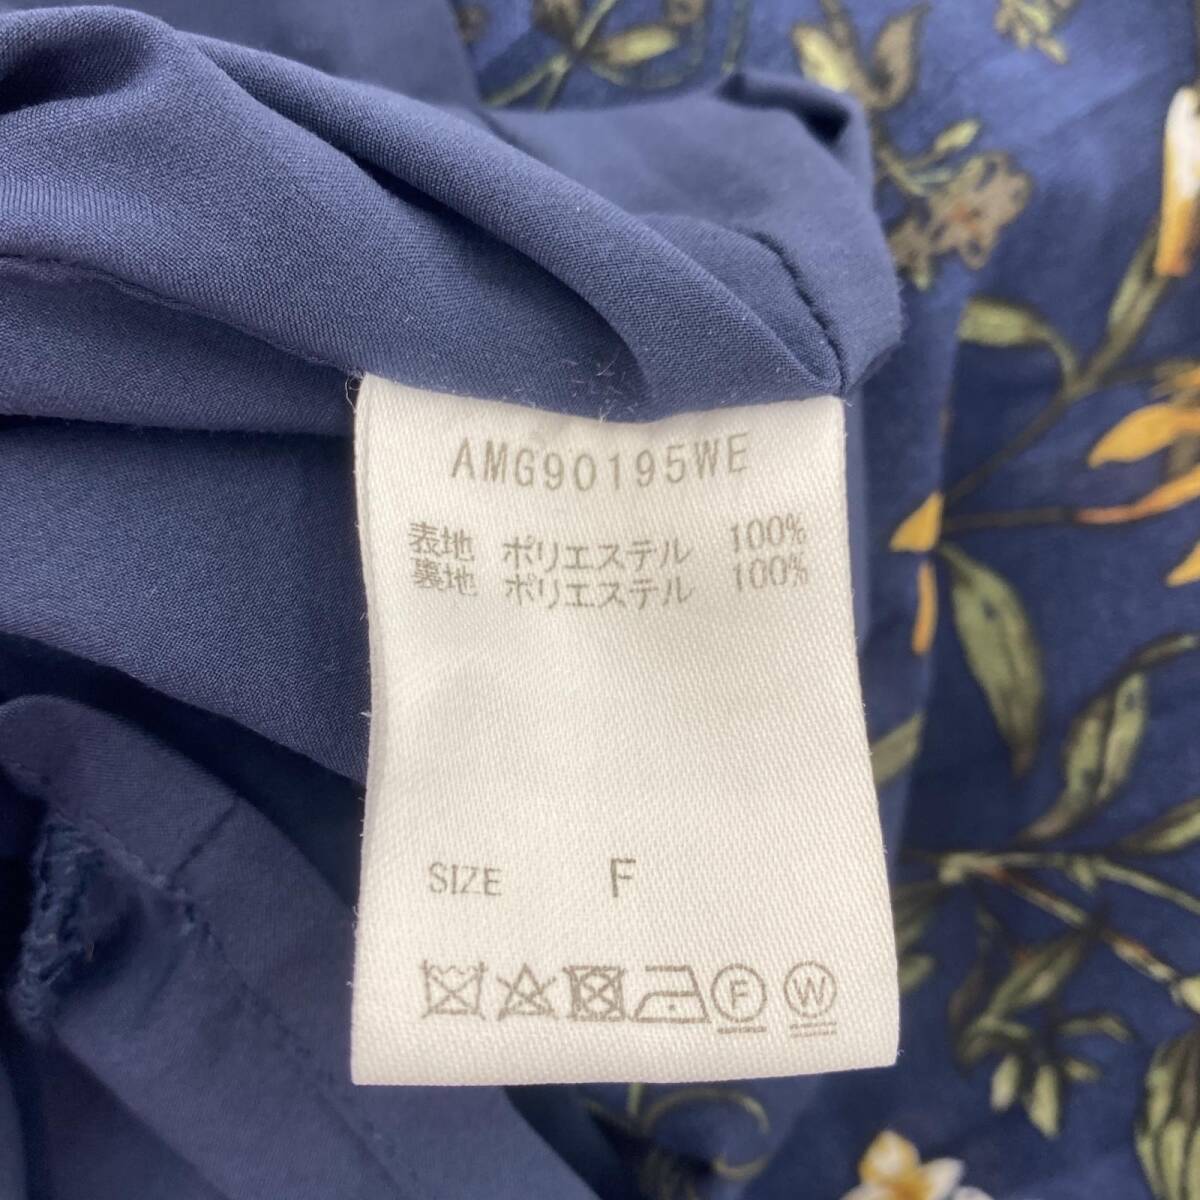 AMG90195WE
表地 ポリエステル 100%
裏地 ポリエステル 100%
SIZE F
F W